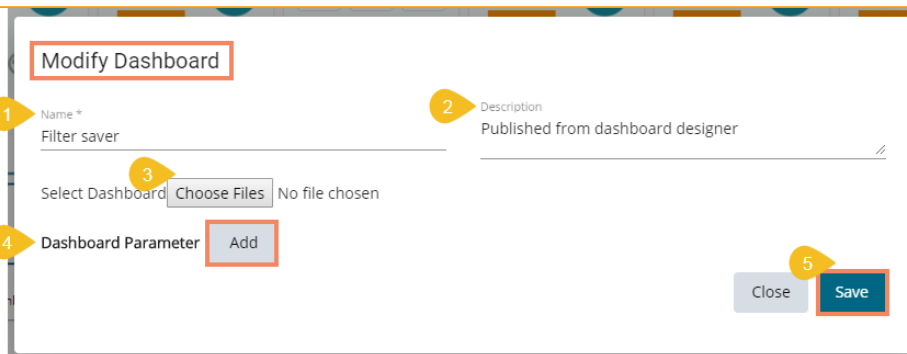 Modify Dashboard
1
Name *
Filter saver
2
Description
Published from dashboard designer
3
Select Dashboard Choose Files No file chosen
4
Dashboard Parameter Add
5
Close Save